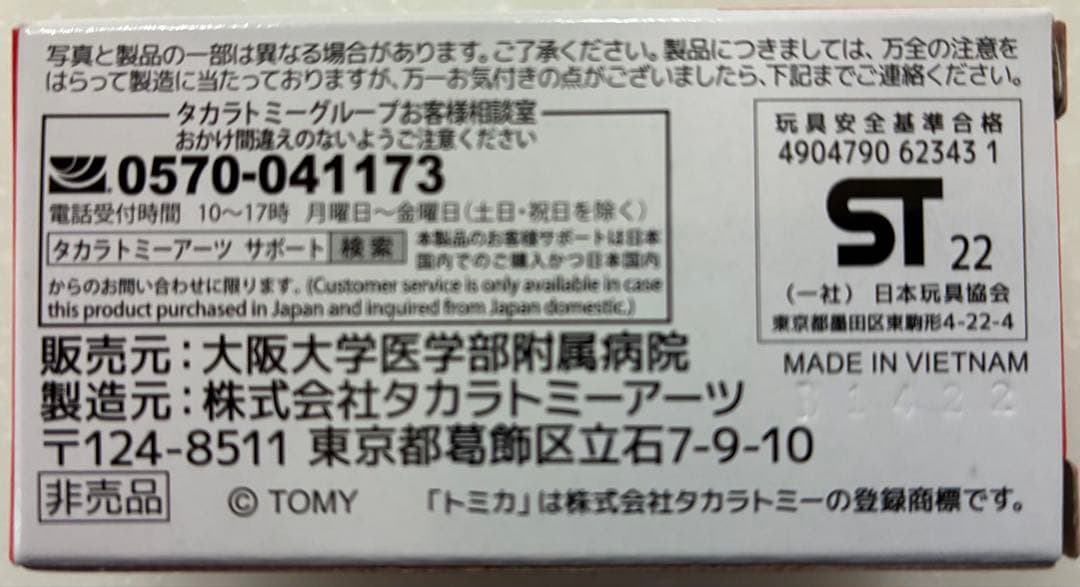 写真と製品の一部は異なる場合があります。ご了承ください。製品につきましては、万全の注意を
はらって製造に当たっておりますが、万一お気付きの点がございましたら、下記までご連絡ください。
タカラトミーグループお客様相談室
おかけ間違えのないようご注意ください
0570-041173
電話受付時間 10～17時 月曜日～金曜日(土日・祝日を除く)
タカラトミーアーツ サポート 検索
本製品のお客様サポートは日本
国内でのご購入かつ日本国内
からのお問い合わせに限ります。(Customer service is only available in case
this product purchased in Japan and inquired from Japan domestic.)
玩具安全基準合格
4904790 62343 1
ST 22
(一社) 日本玩具協会
東京都墨田区東駒形4-22-4
MADE IN VIETNAM
販売元：大阪大学医学部附属病院
製造元：株式会社タカラトミーアーツ
〒124-8511 東京都葛飾区立石7-9-10
非売品 © TOMY 「トミカ」は株式会社タカラトミーの登録商標です。